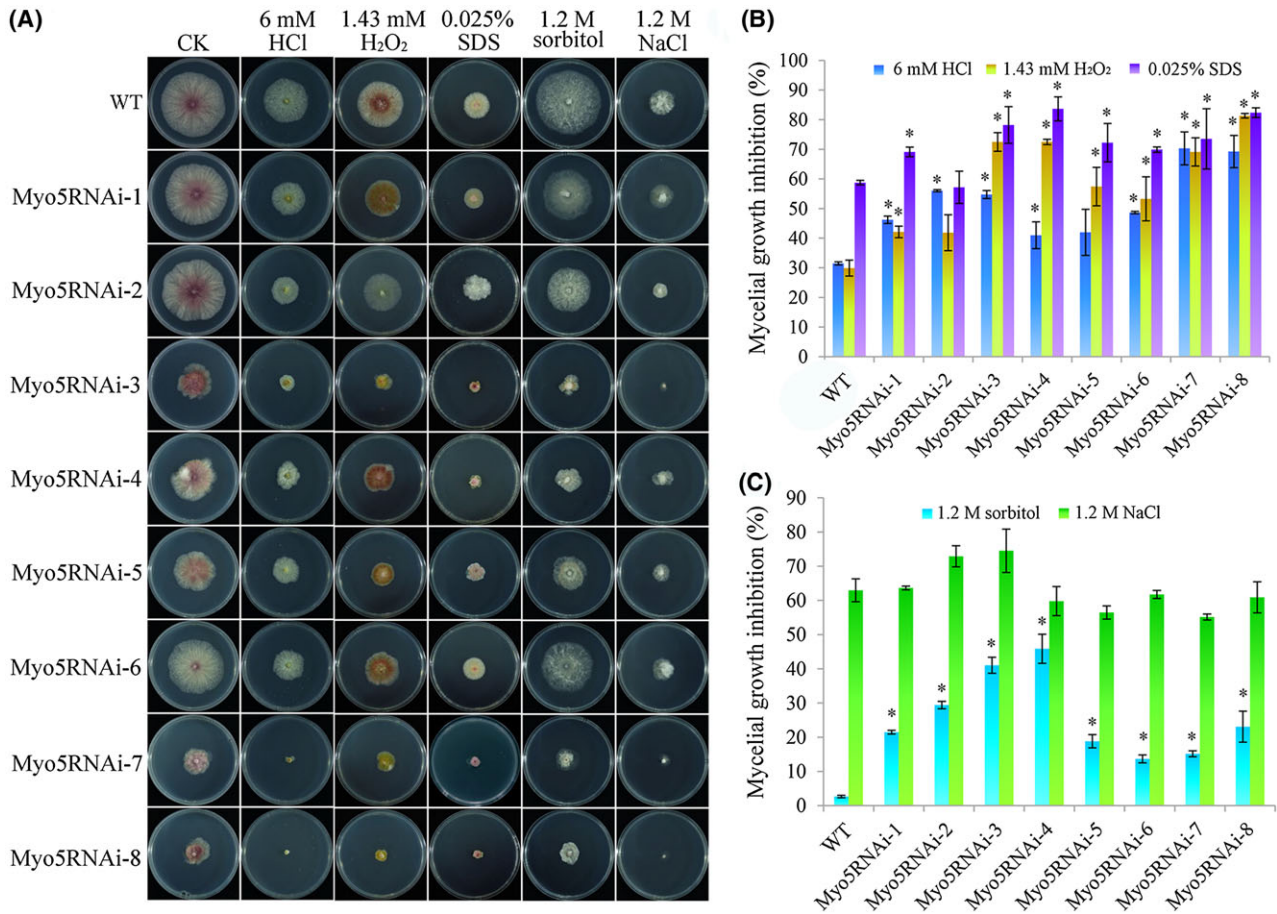 (A)
CK
6 mM HCl
1.43 mM H₂O₂
0.025% SDS
1.2 M sorbitol
1.2 M NaCl
WT
Myo5RNAi-1
Myo5RNAi-2
Myo5RNAi-3
Myo5RNAi-4
Myo5RNAi-5
Myo5RNAi-6
Myo5RNAi-7
Myo5RNAi-8
(B)
Mycelial growth inhibition (%)
100
90
80
70
60
50
40
30
20
10
0
6 mM HCl
1.43 mM H₂O₂
0.025% SDS
* * * * * * * * * * * * * * * * * * * *
WT
Myo5RNAi-1
Myo5RNAi-2
Myo5RNAi-3
Myo5RNAi-4
Myo5RNAi-5
Myo5RNAi-6
Myo5RNAi-7
Myo5RNAi-8
(C)
Mycelial growth inhibition (%)
90
80
70
60
50
40
30
20
10
0
1.2 M sorbitol
1.2 M NaCl
* * * * * * * *
WT
Myo5RNAi-1
Myo5RNAi-2
Myo5RNAi-3
Myo5RNAi-4
Myo5RNAi-5
Myo5RNAi-6
Myo5RNAi-7
Myo5RNAi-8